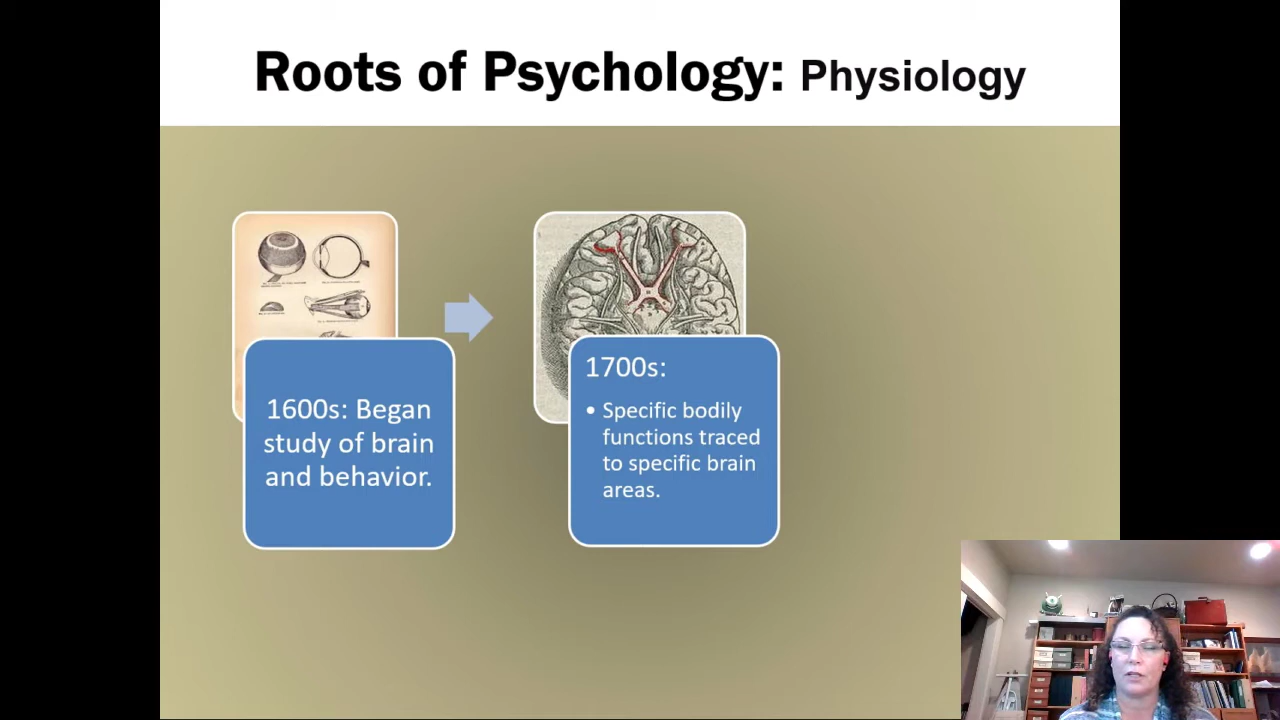 Roots of Psychology: Physiology
1600s: Began
study of brain
and behavior.
1700s:
• Specific bodily
functions traced
to specific brain
areas.